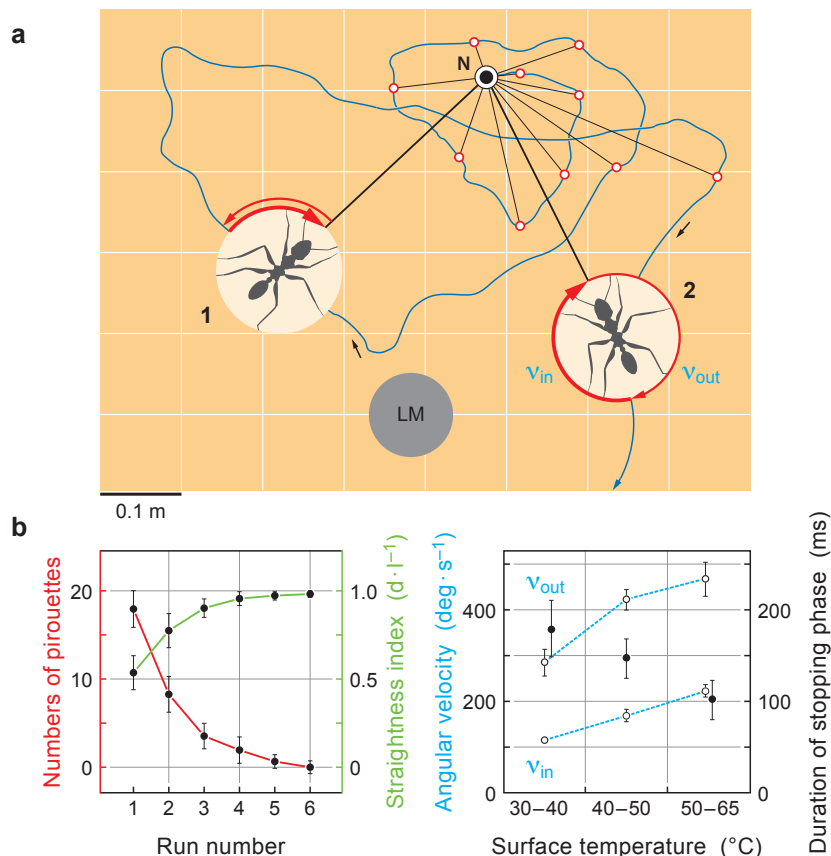 a
N
1
2
νin
νout
LM
0.1 m
b
Numbers of pirouettes
20
10
0
1.0
0.5
0
Straightness index (d · l–1)
1 2 3 4 5 6
Run number
Angular velocity (deg · s–1)
400
200
0
νout
νin
200
100
0
Duration of stopping phase (ms)
30–40 40–50 50–65
Surface temperature (°C)